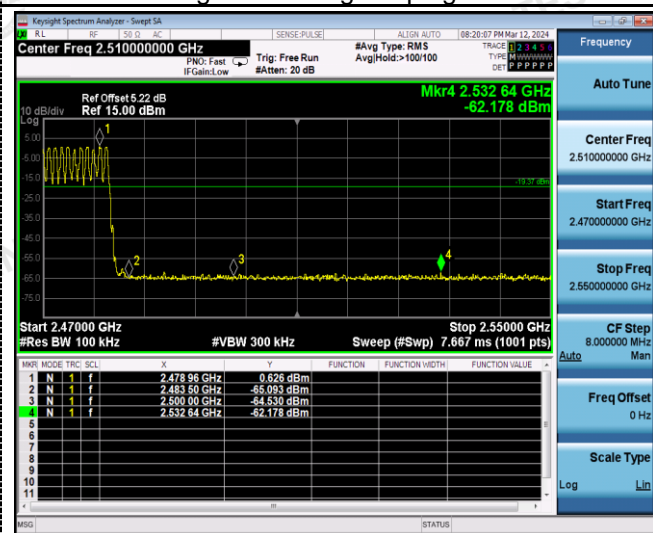 Keysight Spectrum Analyzer - Swept SA
RL RF 50 Ω AC SENSE:PULSE ALIGN AUTO 08:20:07 PM Mar 12, 2024
Center Freq 2.510000000 GHz
PNO: Fast Trig: Free Run #Avg Type: RMS TRACE 1 2 3 4 5 6
IFGain:Low #Atten: 20 dB Avg|Hold:>100/100 TYPE M W W W W W
DET P P P P P P
Mkr4 2.532 64 GHz
-62.178 dBm
Ref Offset 5.22 dB
10 dB/div Ref 15.00 dBm
Log
5.00
-5.00
-15.0
-25.0
-35.0
-45.0
-55.0
-65.0
-75.0
1
2
3
4
-19.37 dBm
Start 2.47000 GHz Stop 2.55000 GHz
#Res BW 100 kHz #VBW 300 kHz Sweep (#Swp) 7.667 ms (1001 pts)
MKR MODE TRC SCL X Y FUNCTION FUNCTION WIDTH FUNCTION VALUE
1 N 1 f 2.478 96 GHz 0.626 dBm
2 N 1 f 2.483 50 GHz -65.093 dBm
3 N 1 f 2.500 00 GHz -64.530 dBm
4 N 1 f 2.532 64 GHz -62.178 dBm
5
6
7
8
9
10
11
MSG STATUS
Frequency
Auto Tune
Center Freq
2.510000000 GHz
Start Freq
2.470000000 GHz
Stop Freq
2.550000000 GHz
CF Step
8.000000 MHz
Auto Man
Freq Offset
0 Hz
Scale Type
Log Lin